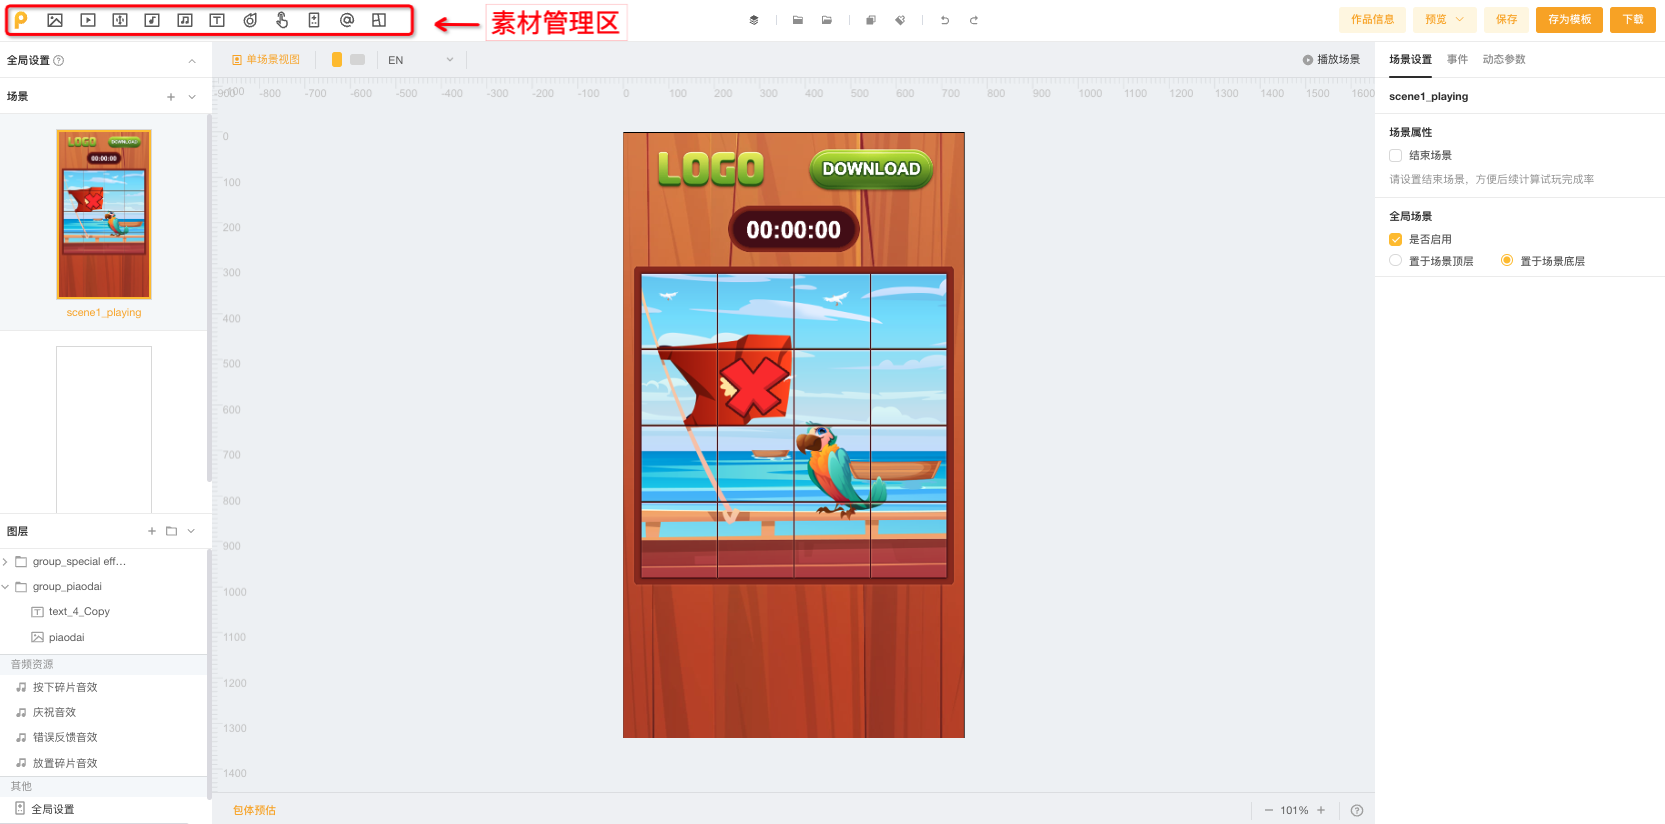 素材管理区
作品信息
预览
保存
存为模板
下载
全局设置
单场景视图
EN
播放场景
场景设置
事件
动态参数
场景
-900 -800 -700 -600 -500 -400 -300 -200 -100 0 100 200 300 400 500 600 700 800 900 1000 1100 1200 1300 1400 1500 1600
-100
0
100
200
300
400
500
600
700
800
900
1000
1100
1200
1300
1400
LOGO
DOWNLOAD
00:00:00
scene1_playing
LOGO
DOWNLOAD
00:00:00
scene1_playing
场景属性
结束场景
请设置结束场景，方便后续计算试玩完成率
全局场景
是否启用
置于场景顶层
置于场景底层
图层
group_special eff...
group_piaodai
text_4_Copy
piaodai
音频资源
按下碎片音效
庆祝音效
错误反馈音效
放置碎片音效
其他
全局设置
包体预估
101%